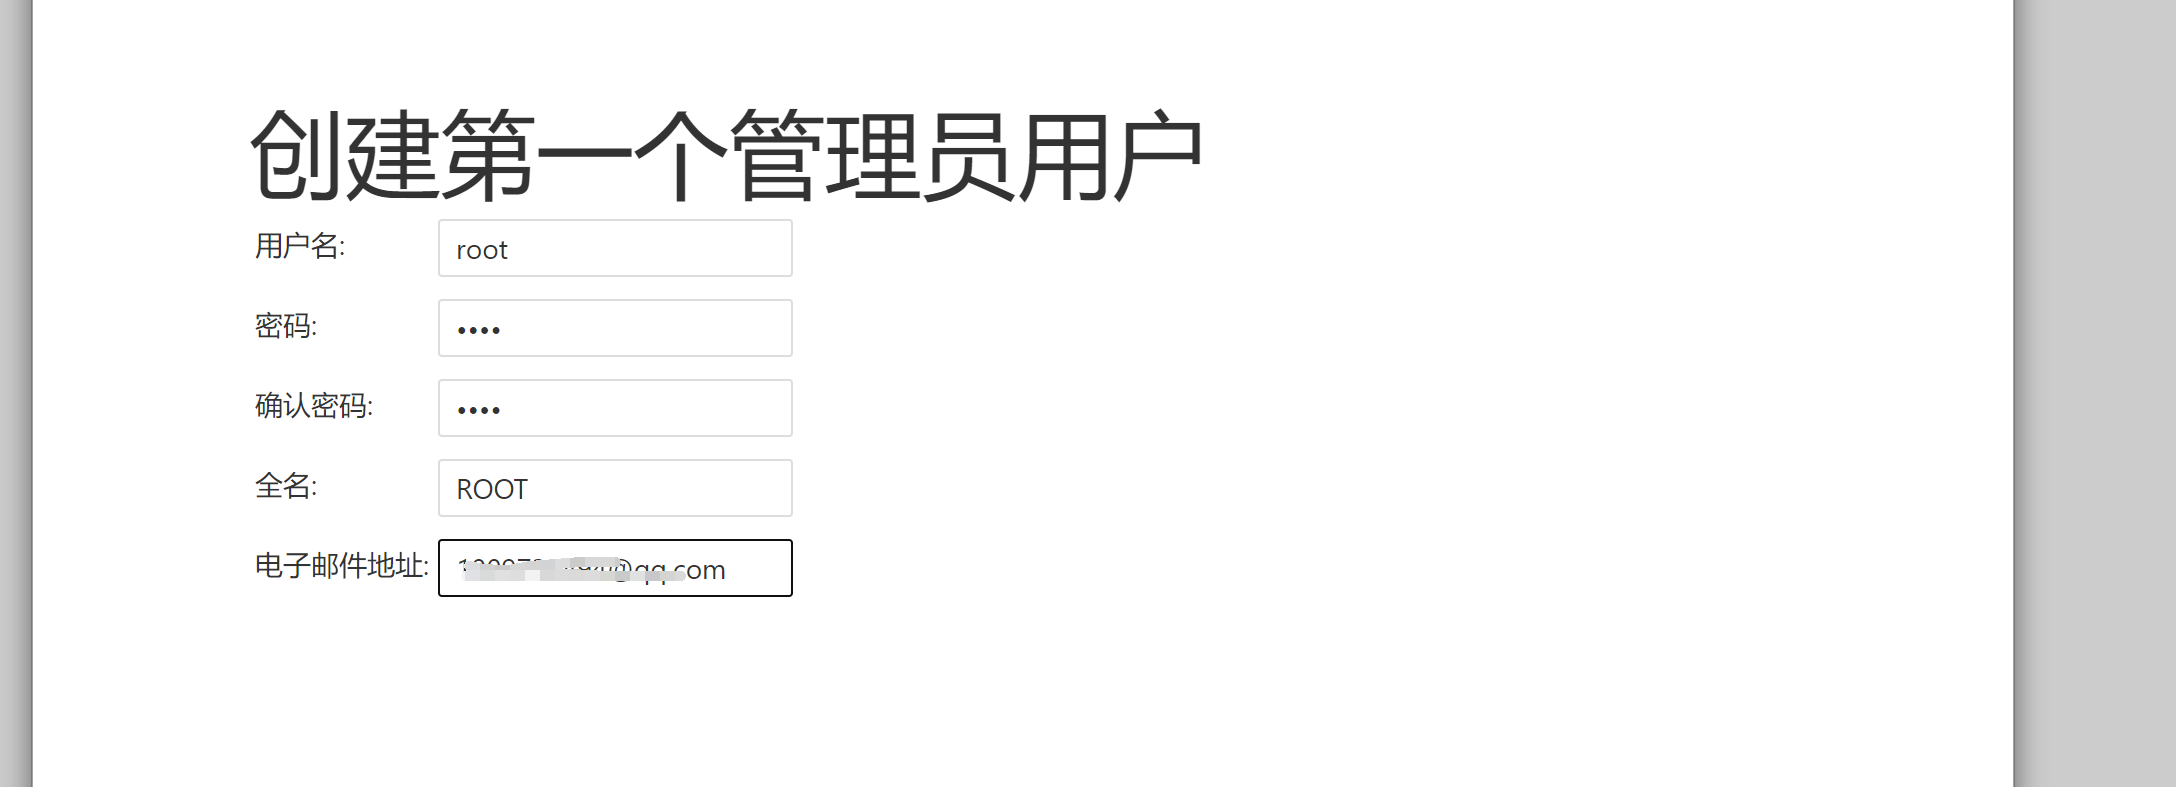 创建第一个管理员用户
用户名: root
密码: ••••
确认密码: ••••
全名: ROOT
电子邮件地址: @qq.com